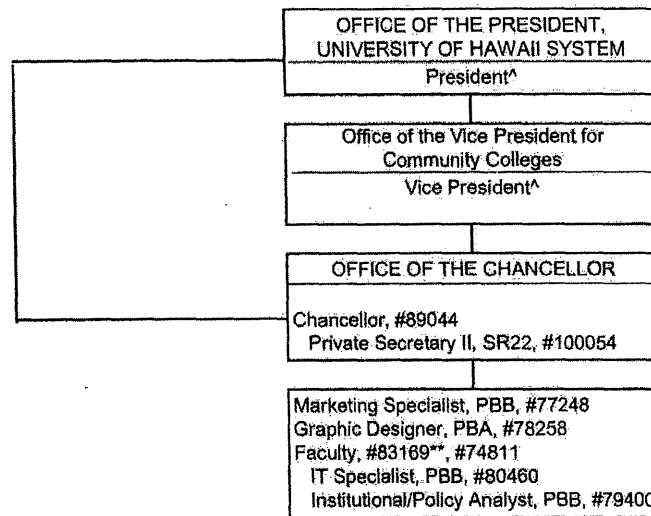 OFFICE OF THE PRESIDENT,
UNIVERSITY OF HAWAII SYSTEM
President^
Office of the Vice President for
Community Colleges
Vice President^
OFFICE OF THE CHANCELLOR
Chancellor, #89044
Private Secretary II, SR22, #100054
Marketing Specialist, PBB, #77248
Graphic Designer, PBA, #78258
Faculty, #83169**, #74811
IT Specialist, PBB, #80460
Institutional/Policy Analyst, PBB, #79400